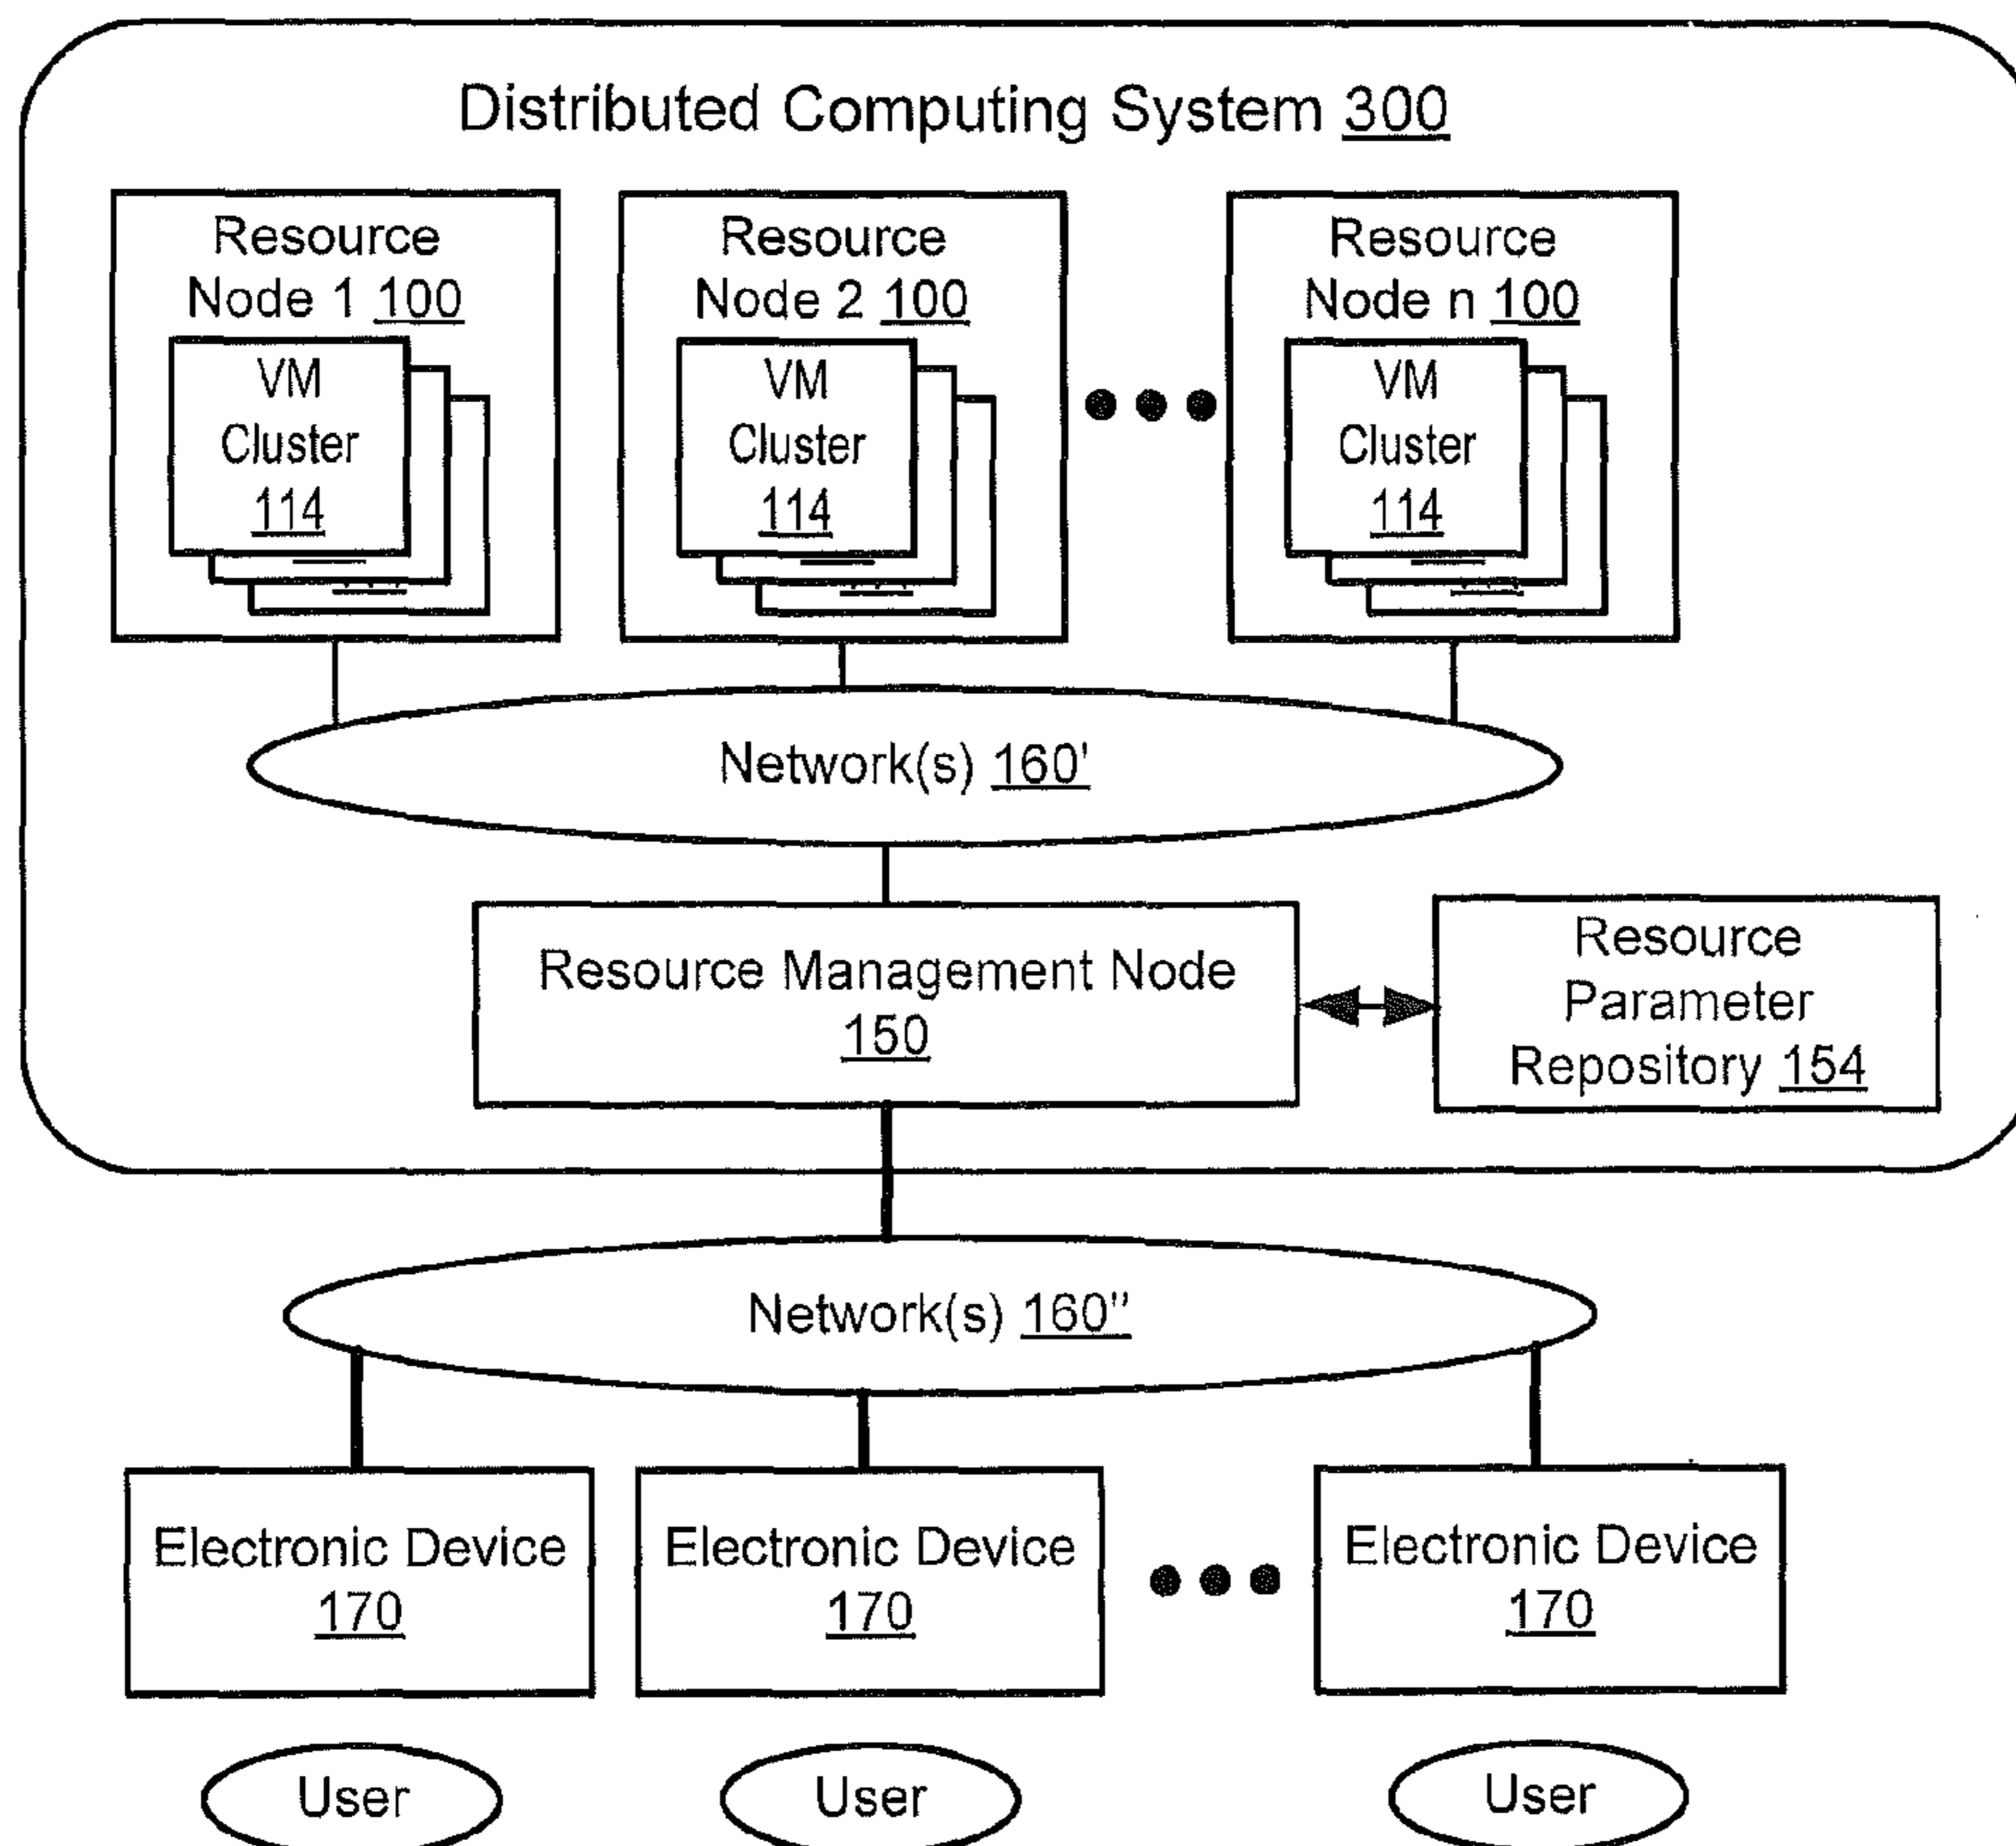 Distributed Computing System 300
Resource
Node 1 100
VM
Cluster
114
Resource
Node 2 100
VM
Cluster
114
Resource
Node n 100
VM
Cluster
114
Network(s) 160'
Resource Management Node
150
Resource
Parameter
Repository 154
Network(s) 160"
Electronic Device
170
Electronic Device
170
Electronic Device
170
User
User
User